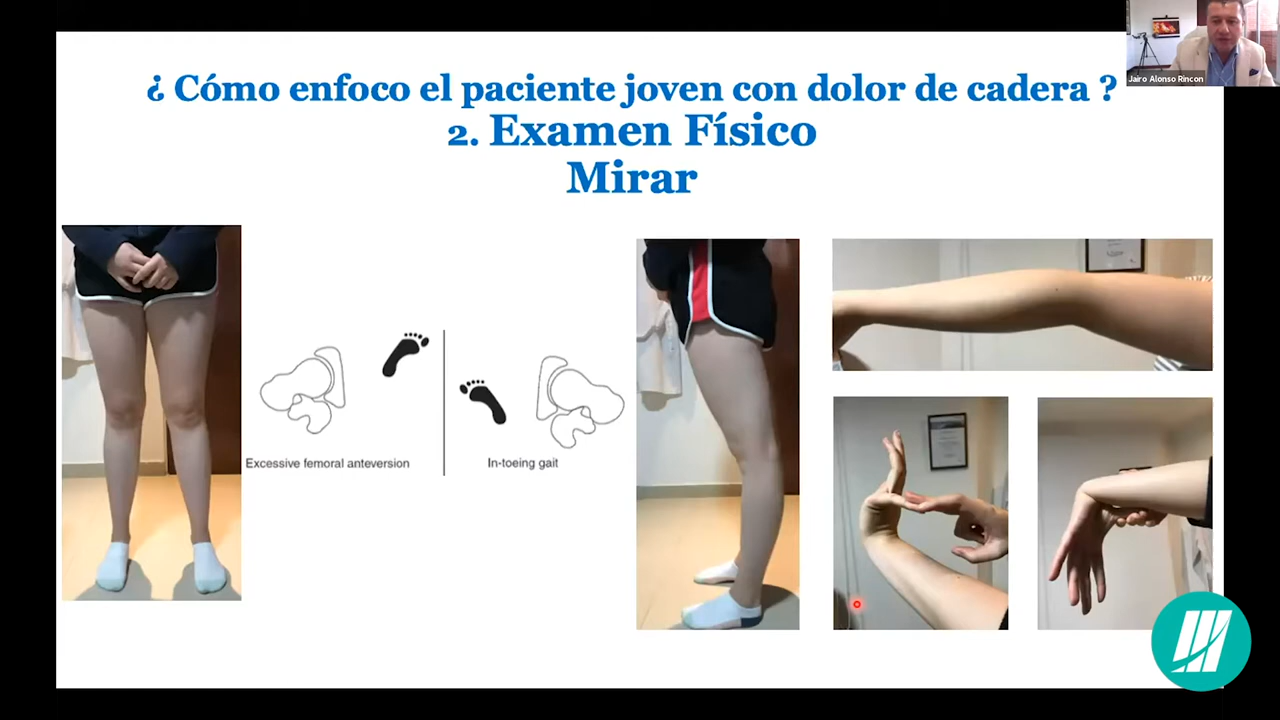 Jairo Alonso Rincon
¿ Cómo enfoco el paciente joven con dolor de cadera ?
2. Examen Físico
Mirar
Excessive femoral anteversion
In-toeing gait